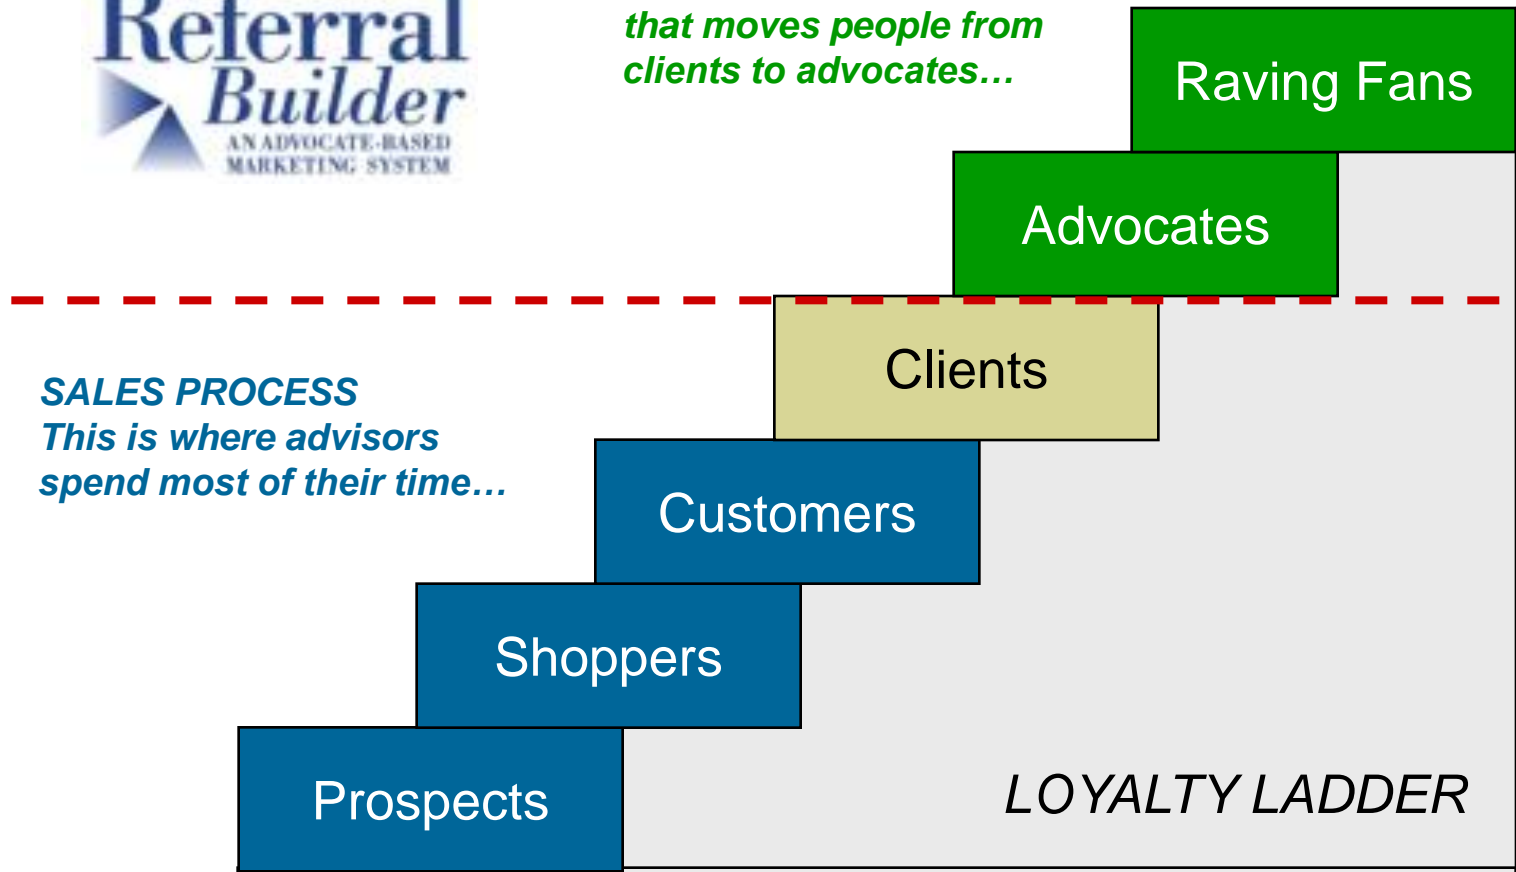 Referral
Builder
AN ADVOCATE-BASED
MARKETING SYSTEM
that moves people from
clients to advocates…
Raving Fans
Advocates
Clients
SALES PROCESS
This is where advisors
spend most of their time…
Customers
Shoppers
Prospects
LOYALTY LADDER